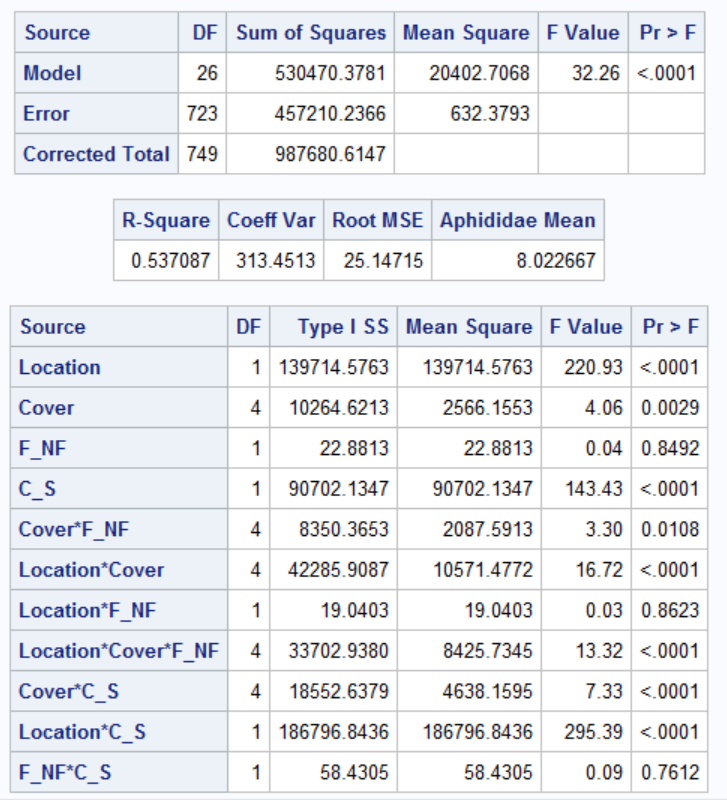 Source DF Sum of Squares Mean Square F Value Pr > F
Model 26 530470.3781 20402.7068 32.26 <.0001
Error 723 457210.2366 632.3793
Corrected Total 749 987680.6147
R-Square Coeff Var Root MSE Aphididae Mean
0.537087 313.4513 25.14715 8.022667
Source DF Type I SS Mean Square F Value Pr > F
Location 1 139714.5763 139714.5763 220.93 <.0001
Cover 4 10264.6213 2566.1553 4.06 0.0029
F_NF 1 22.8813 22.8813 0.04 0.8492
C_S 1 90702.1347 90702.1347 143.43 <.0001
Cover*F_NF 4 8350.3653 2087.5913 3.30 0.0108
Location*Cover 4 42285.9087 10571.4772 16.72 <.0001
Location*F_NF 1 19.0403 19.0403 0.03 0.8623
Location*Cover*F_NF 4 33702.9380 8425.7345 13.32 <.0001
Cover*C_S 4 18552.6379 4638.1595 7.33 <.0001
Location*C_S 1 186796.8436 186796.8436 295.39 <.0001
F_NF*C_S 1 58.4305 58.4305 0.09 0.7612